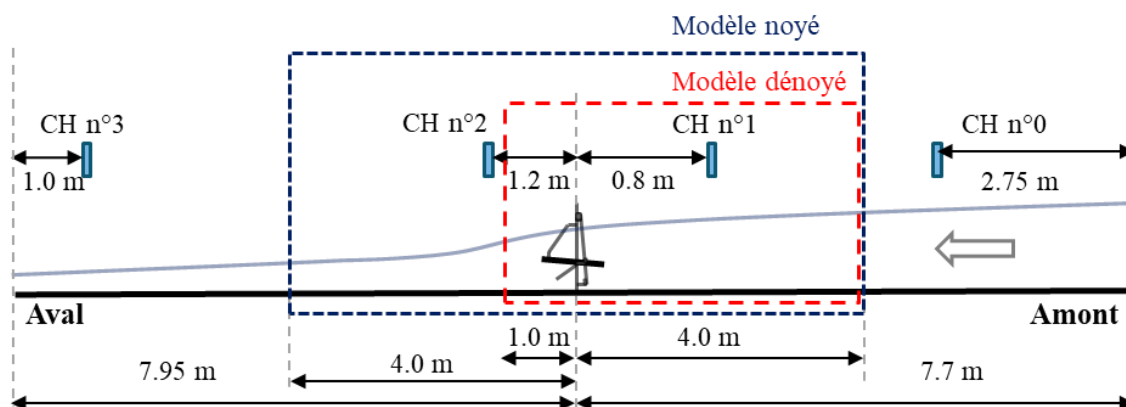 Modèle noyé
Modèle dénoyé
CH n°3
CH n°2
CH n°1
CH n°0
1.0 m
1.2 m
0.8 m
2.75 m
Aval
Amont
1.0 m
4.0 m
7.95 m
4.0 m
7.7 m